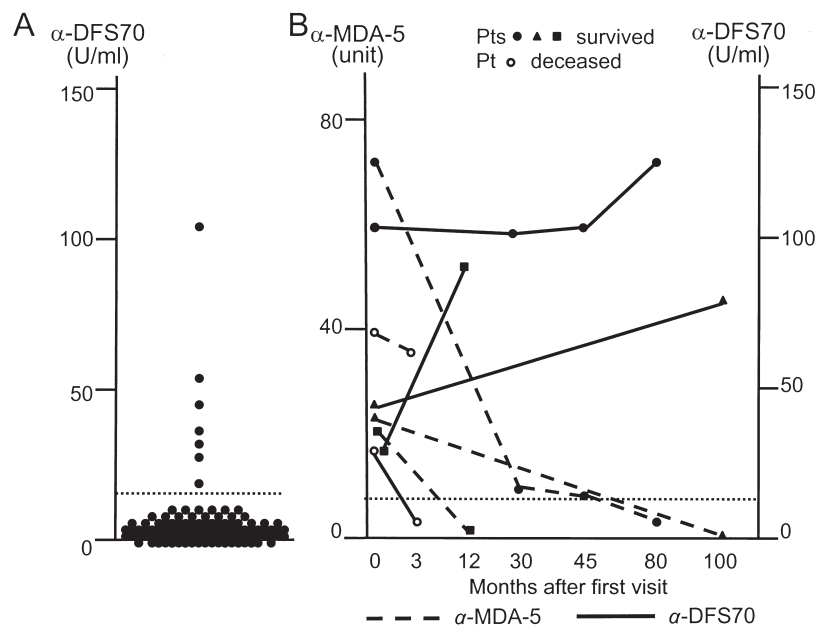 A
α-DFS70
(U/ml)
150
100
50
0
B
α-MDA-5
(unit)
80
40
0
Pts ● ▲ ■ survived
Pt ○ deceased
α-DFS70
(U/ml)
150
100
50
0
0 3 12 30 45 80 100
Months after first visit
α-MDA-5 α-DFS70